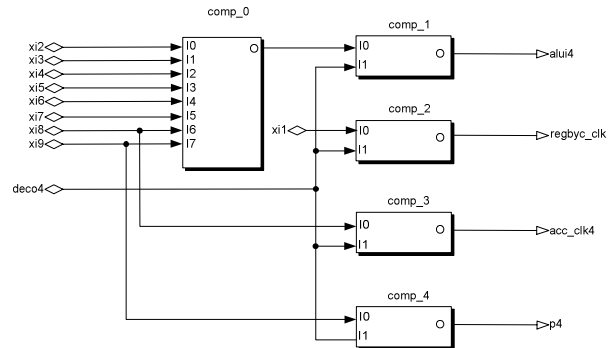 comp_0
comp_1
xi2
I0
O
I0
O
alui4
xi3
I1
I1
xi4
I2
xi5
I3
xi6
I4
comp_2
xi7
I5
xi8
I6
xi1
I0
O
regbyc_clk
xi9
I7
I1
deco4
comp_3
I0
O
acc_clk4
I1
comp_4
I0
O
p4
I1